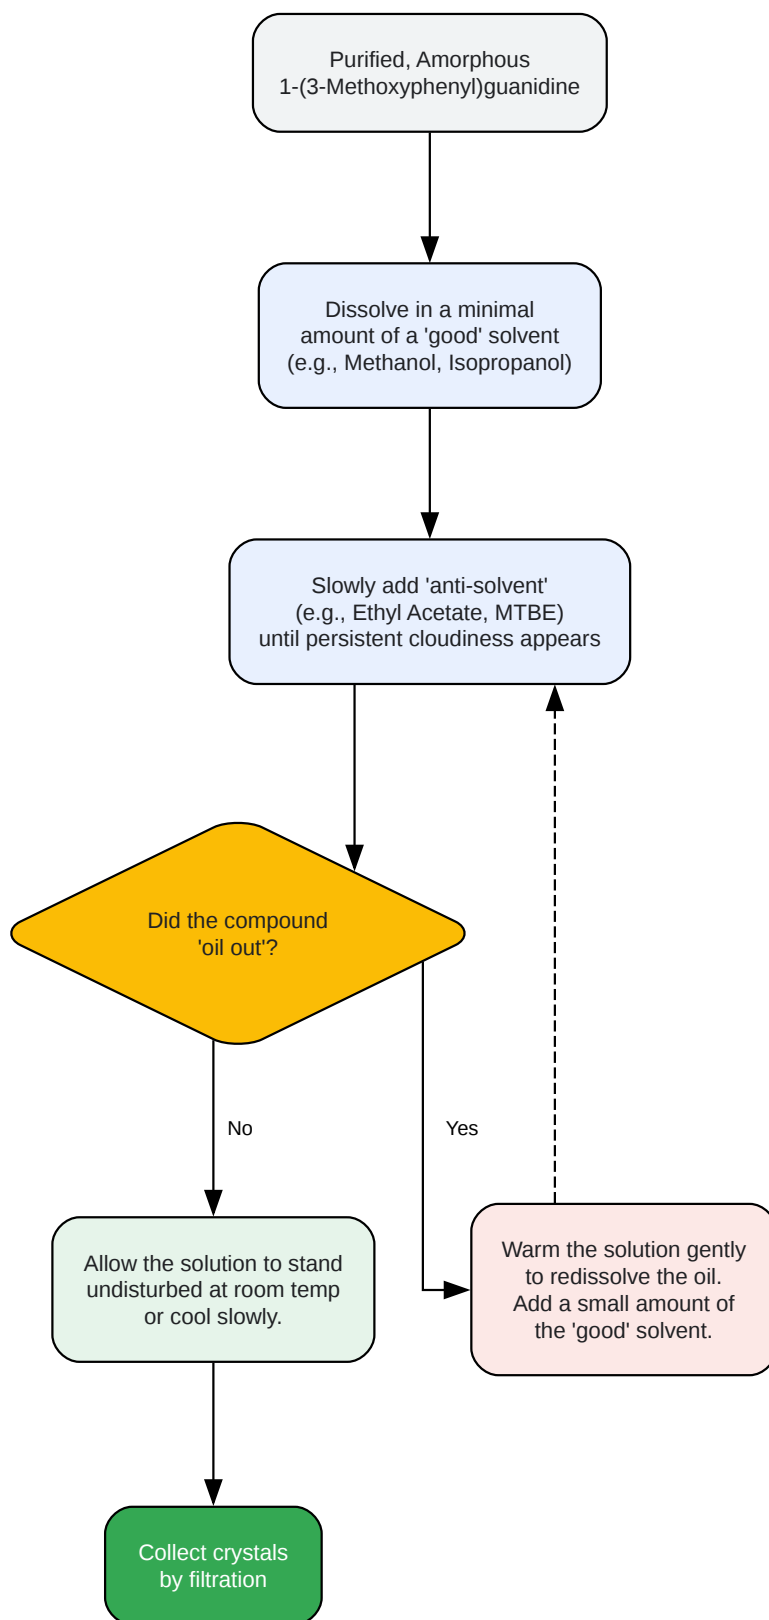 Purified, Amorphous
1-(3-Methoxyphenyl)guanidine
Dissolve in a minimal
amount of a 'good' solvent
(e.g., Methanol, Isopropanol)
Slowly add 'anti-solvent'
(e.g., Ethyl Acetate, MTBE)
until persistent cloudiness appears
Did the compound
'oil out'?
No
Yes
Allow the solution to stand
undisturbed at room temp
or cool slowly.
Warm the solution gently
to redissolve the oil.
Add a small amount of
the 'good' solvent.
Collect crystals
by filtration